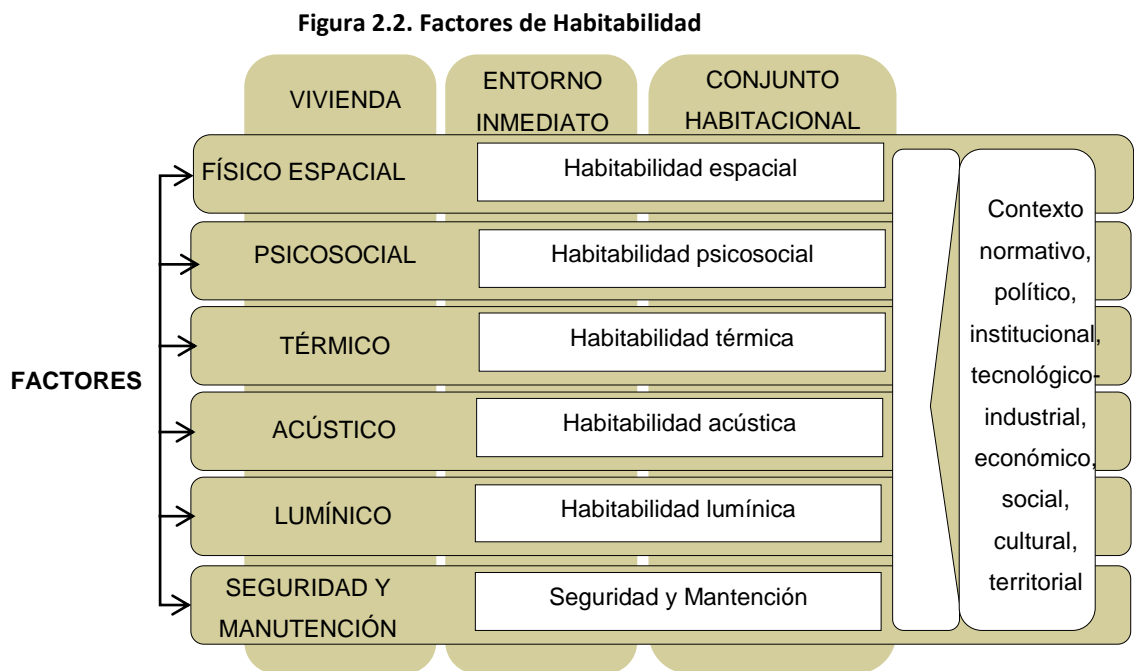 Figura 2.2. Factores de Habitabilidad
VIVIENDA
ENTORNO
INMEDIATO
CONJUNTO
HABITACIONAL
FACTORES
FÍSICO ESPACIAL
Habitabilidad espacial
PSICOSOCIAL
Habitabilidad psicosocial
TÉRMICO
Habitabilidad térmica
ACÚSTICO
Habitabilidad acústica
LUMÍNICO
Habitabilidad lumínica
SEGURIDAD Y
MANUTENCIÓN
Seguridad y Mantención
Contexto
normativo,
político,
institucional,
tecnológico-
industrial,
económico,
social,
cultural,
territorial